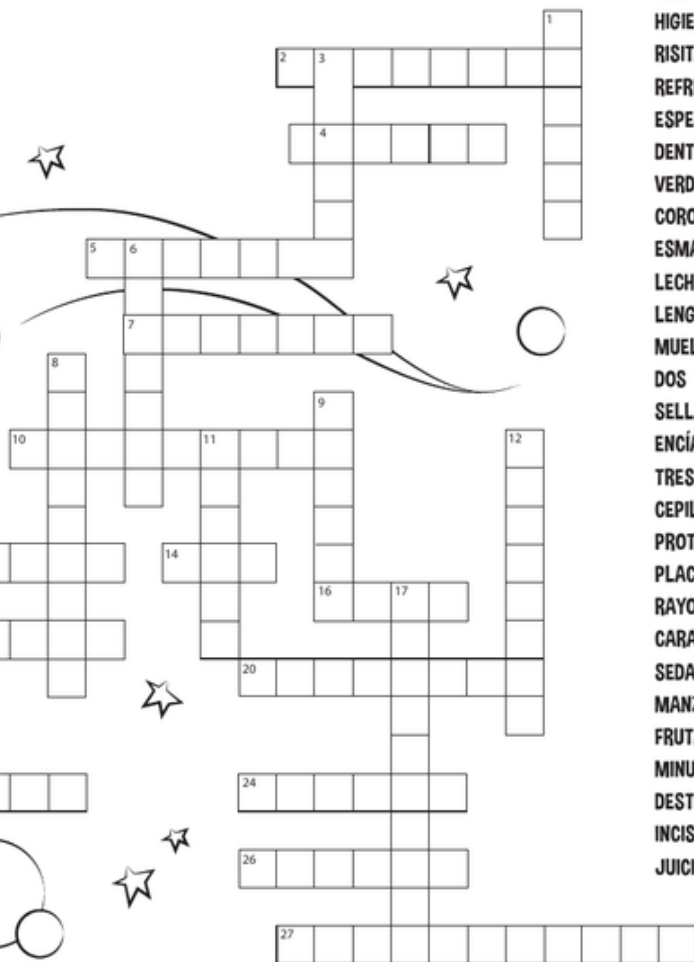 1
2 3
4
5 6
7
8
9
10 11 12
14
16 17
20
24
26
27
HIGIE
RISIT
REFR
ESPE
DENT
VERD
CORO
ESMA
LECH
LENG
MUEL
DOS
SELL
ENCÍA
TRES
CEPIL
PROT
PLAC
RAYO
CARA
SEDA
MANZ
FRUT
MINU
DEST
INCIS
JUICI